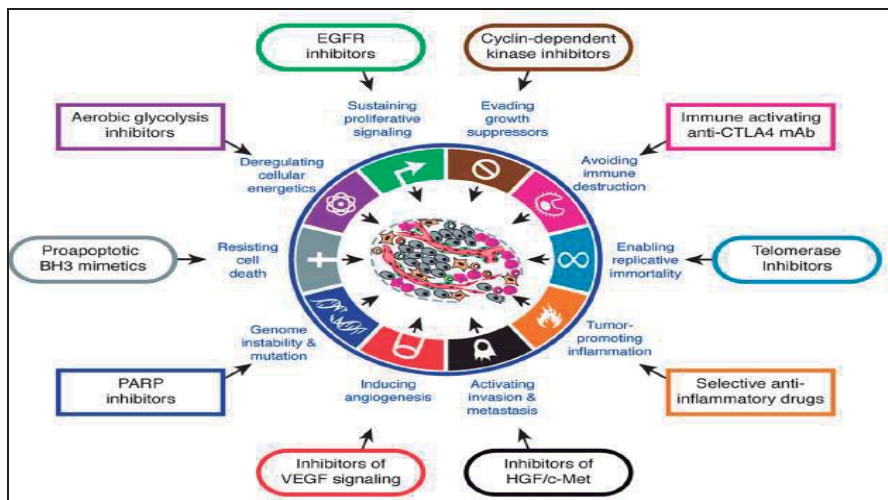 EGFR
inhibitors
Cyclin-dependent
kinase inhibitors
Aerobic glycolysis
inhibitors
Sustaining
proliferative
signaling
Evading
growth
suppressors
Immune activating
anti-CTLA4 mAb
Deregulating
cellular
energetics
Avoiding
immune
destruction
Proapoptotic
BH3 mimetics
Resisting
cell
death
Enabling
replicative
immortality
Telomerase
Inhibitors
Genome
instability &
mutation
Tumor-
promoting
inflammation
PARP
inhibitors
Inducing
angiogenesis
Activating
invasion &
metastasis
Selective anti-
inflammatory drugs
Inhibitors of
VEGF signaling
Inhibitors of
HGF/c-Met